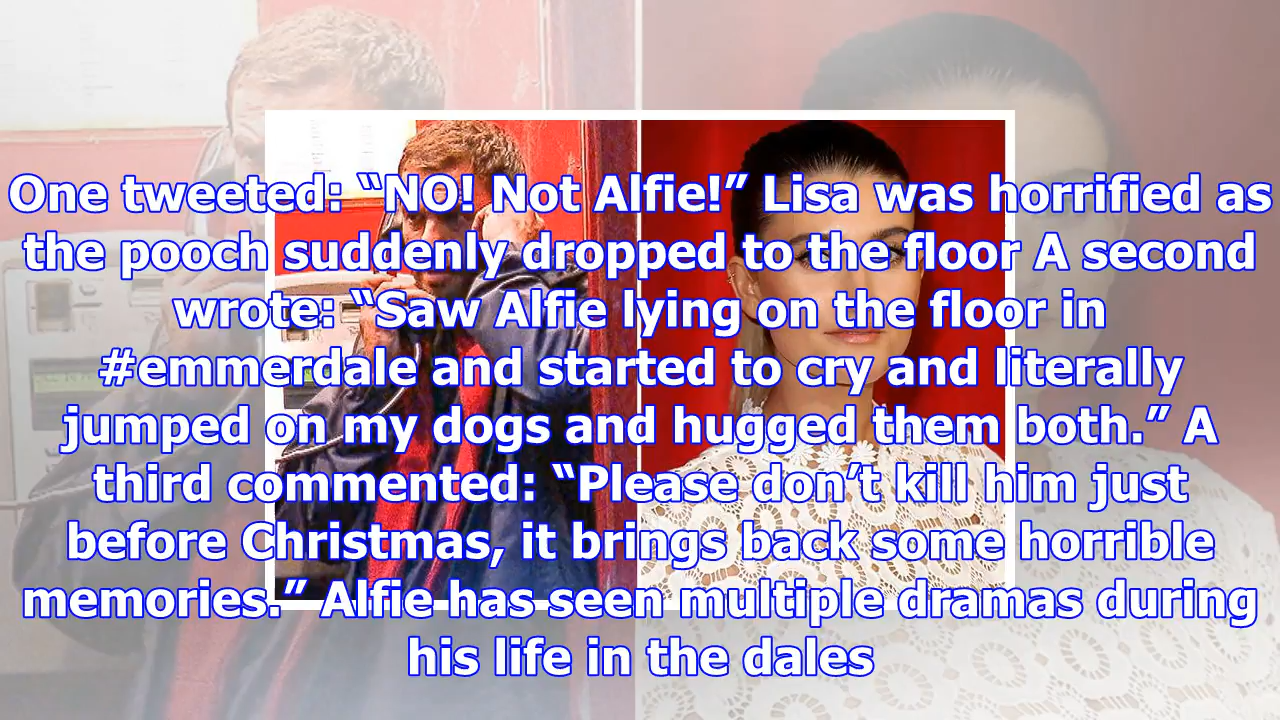 One tweeted: “NO! Not Alfie!” Lisa was horrified as
the pooch suddenly dropped to the floor A second
wrote: “Saw Alfie lying on the floor in
#emmerdale and started to cry and literally
jumped on my dogs and hugged them both.” A
third commented: “Please don’t kill him just
before Christmas, it brings back some horrible
memories.” Alfie has seen multiple dramas during
his life in the dales